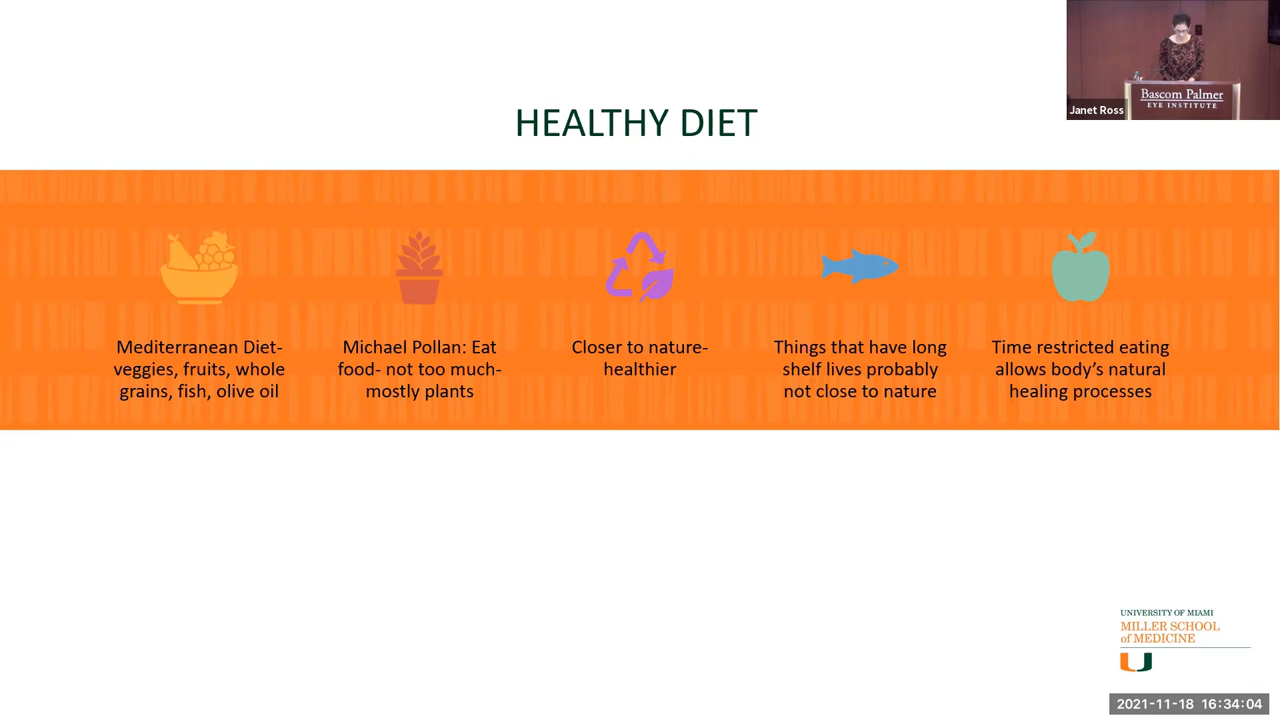 Bascom Palmer
EYE INSTITUTE
Janet Ross
HEALTHY DIET
Mediterranean Diet-
veggies, fruits, whole
grains, fish, olive oil
Michael Pollan: Eat
food- not too much-
mostly plants
Closer to nature-
healthier
Things that have long
shelf lives probably
not close to nature
Time restricted eating
allows body’s natural
healing processes
UNIVERSITY OF MIAMI
MILLER SCHOOL
of MEDICINE
2021-11-18 16:34:04